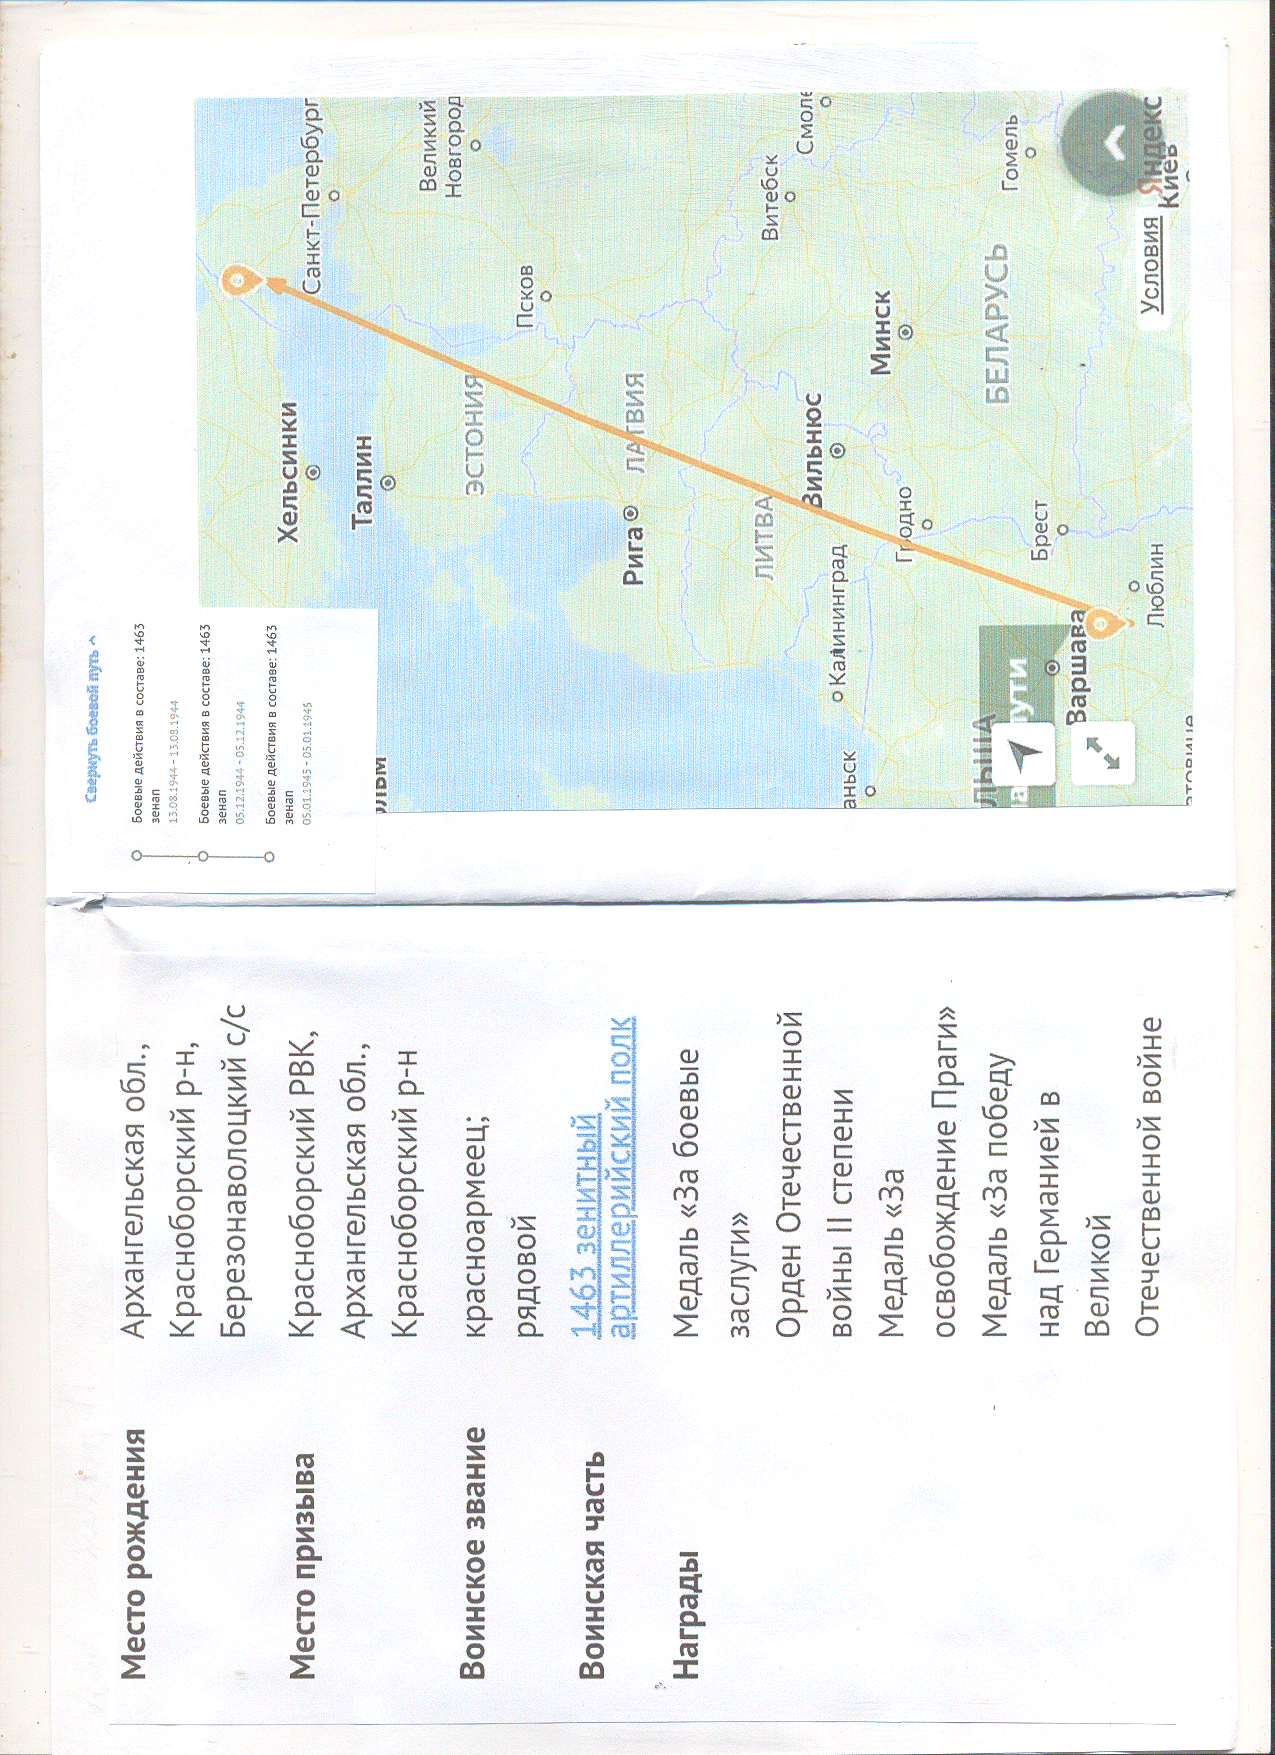 Место рождения
Архангельская обл.,
Красноборский р-н,
Березонаволоцкий с/с
Место призыва
Красноборский РВК,
Архангельская обл.,
Красноборский р-н
Воинское звание
красноармеец;
рядовой
Воинская часть
1463 зенитный
артиллерийский полк
Награды
Медаль «За боевые
заслуги»
Орден Отечественной
войны II степени
Медаль «За
освобождение Праги»
Медаль «За победу
над Германией в
Великой
Отечественной войне
Свернуть боевой путь
Боевые действия в составе: 1463
зенап
13.08.1944 - 13.08.1944
Боевые действия в составе: 1463
зенап
05.12.1944 - 05.12.1944
Боевые действия в составе: 1463
зенап
05.01.1945 - 05.01.1945
Санкт-Петербург
Хельсинки
Таллин
ольм
Великий
Новгород
ЭСТОНИЯ
Псков
Рига
ЛАТВИЯ
Витебск
Смоле
ЛИТВА
Вильнюс
Калининград
аньск
Минск
Гродно
БЕЛАРУСЬ
Гомель
Брест
ЛЬША
ва
пути
Варшава
Люблин
атовице
Условия
Яндекс
Киев